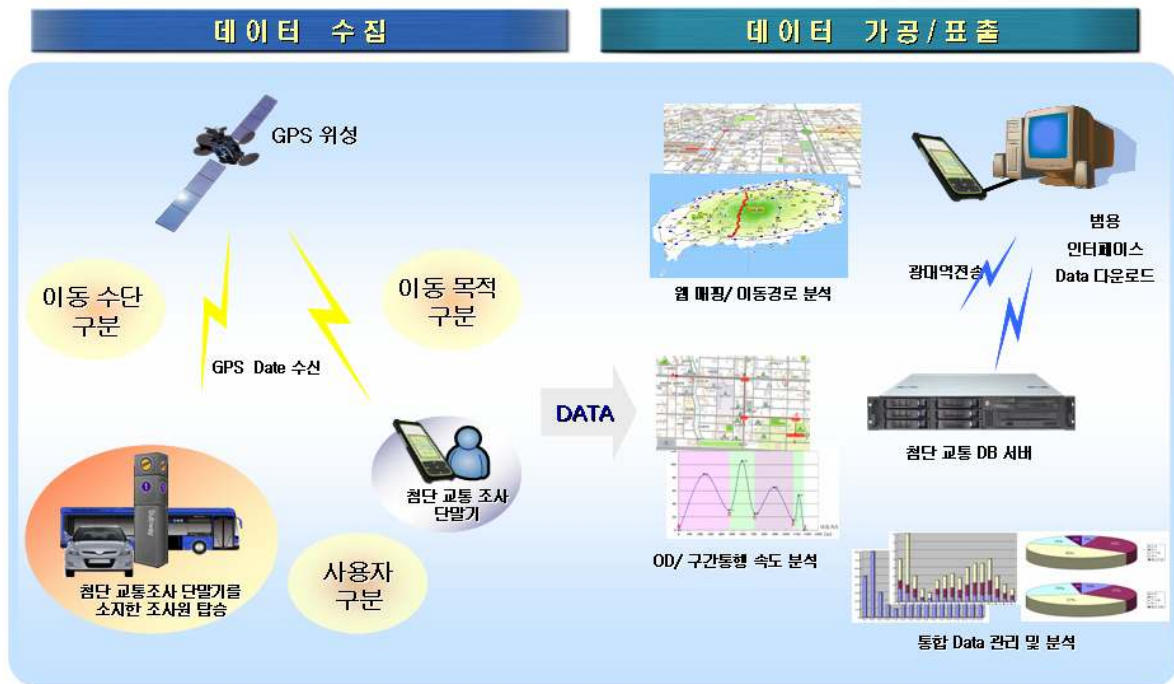 데이터 수집
데이터 가공/표출
GPS 위성
이동 수단
구분
이동 목적
구분
GPS Date 수신
첨단 교통 조사
단말기
첨단 교통조사 단말기를
소지한 조사원 탑승
사용자
구분
DATA
웹 매핑/ 이동경로 분석
OD/ 구간통행 속도 분석
범용
인터페이스
Data 다운로드
광대역전송
첨단 교통 DB 서버
통합 Data 관리 및 분석